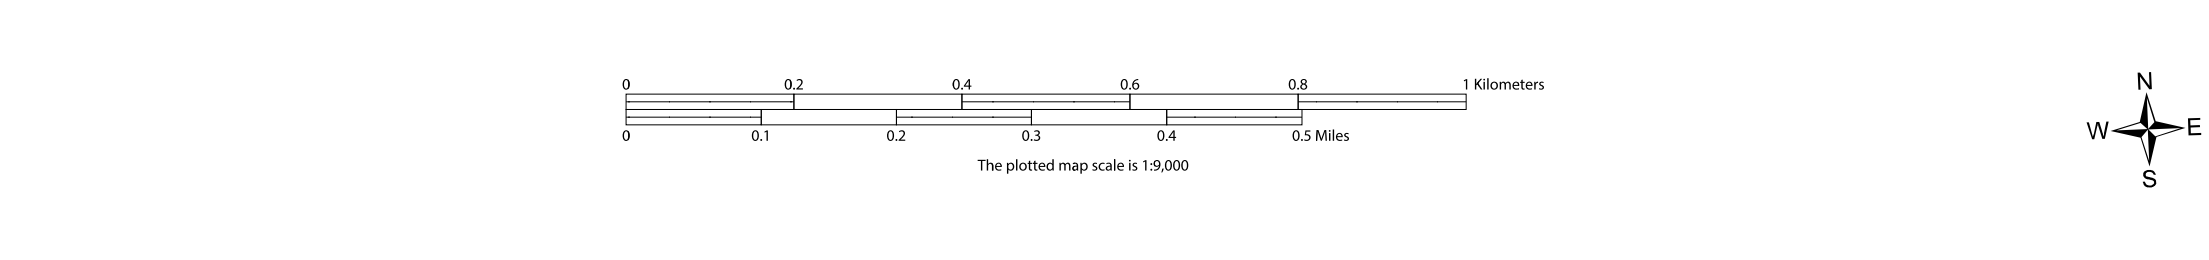 0 0.2 0.4 0.6 0.8 1 Kilometers
0 0.1 0.2 0.3 0.4 0.5 Miles
The plotted map scale is 1:9,000
N
W E
S